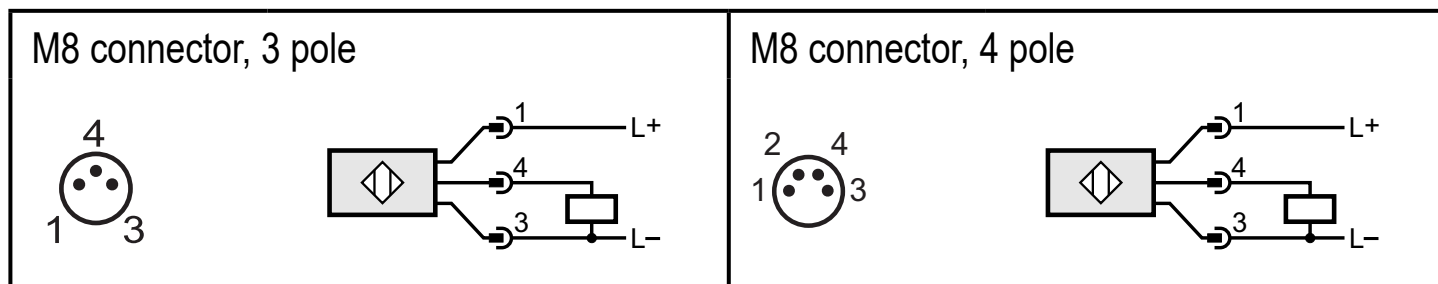 M8 connector, 3 pole
4
1 3
1 L+
4
3 L–
M8 connector, 4 pole
2 4
1 3
1 L+
4
3 L–